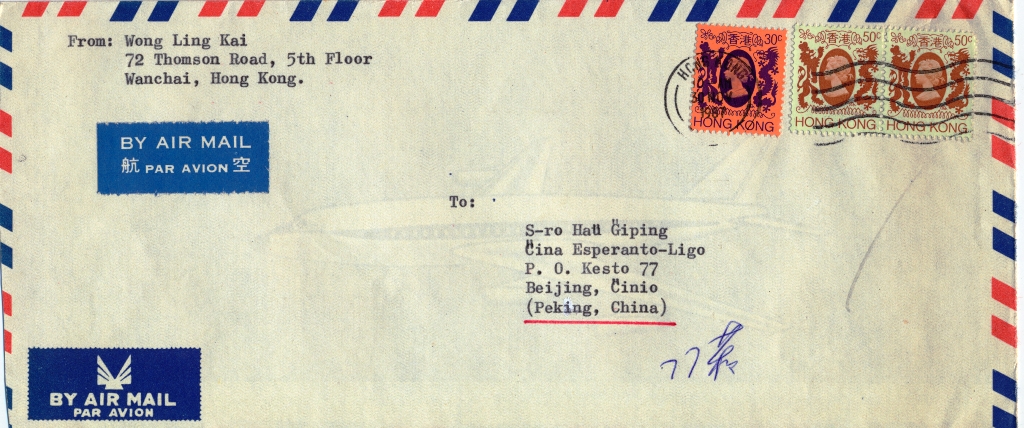 From: Wong Ling Kai
72 Thomson Road, 5th Floor
Wanchai, Hong Kong.
香港 30c
HONG KONG
香港 50c
HONG KONG
香港 50c
HONG KONG
HONG KONG
BY AIR MAIL
航 PAR AVION 空
To:
S-ro Haŭ Ĝiping
Ĉina Esperanto-Ligo
P. O. Kesto 77
Beijing, Ĉinio
(Peking, China)
BY AIR MAIL
PAR AVION